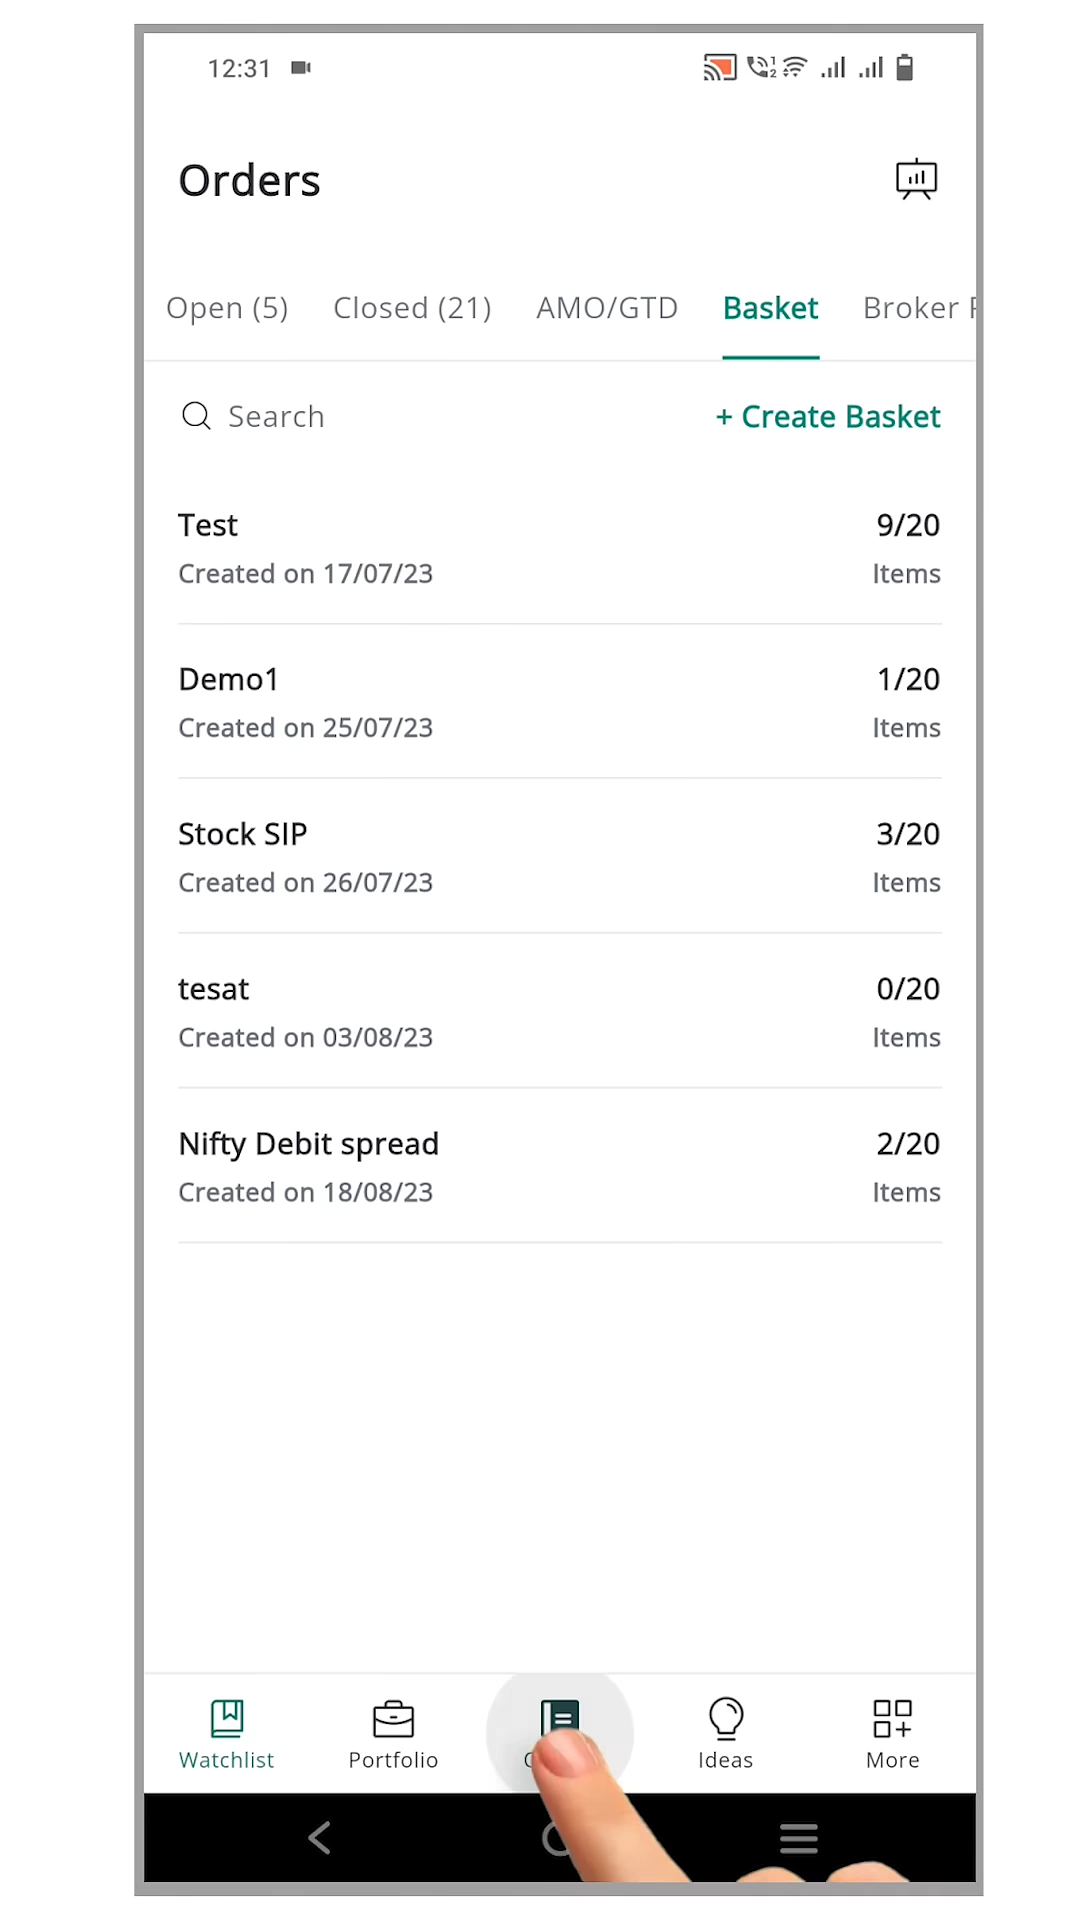 12:31
Orders
Open (5) Closed (21) AMO/GTD Basket Broker
Search + Create Basket
Test 9/20
Created on 17/07/23 Items
Demo1 1/20
Created on 25/07/23 Items
Stock SIP 3/20
Created on 26/07/23 Items
tesat 0/20
Created on 03/08/23 Items
Nifty Debit spread 2/20
Created on 18/08/23 Items
Watchlist Portfolio Ideas More